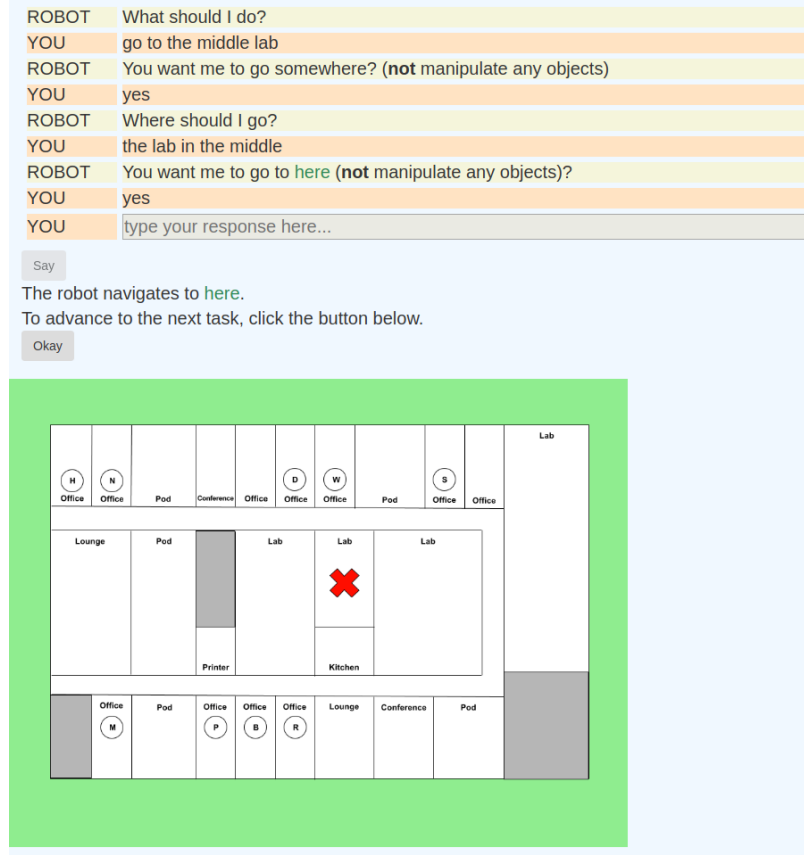 ROBOT What should I do?
YOU go to the middle lab
ROBOT You want me to go somewhere? (not manipulate any objects)
YOU yes
ROBOT Where should I go?
YOU the lab in the middle
ROBOT You want me to go to here (not manipulate any objects)?
YOU yes
YOU type your response here...
Say
The robot navigates to here.
To advance to the next task, click the button below.
Okay
Lab
H N D W S
Office Office Pod Conference Office Office Office Pod Office Office
Lounge Pod Lab Lab Lab
Printer Kitchen
Office Pod Office Office Office Lounge Conference Pod
M P B R